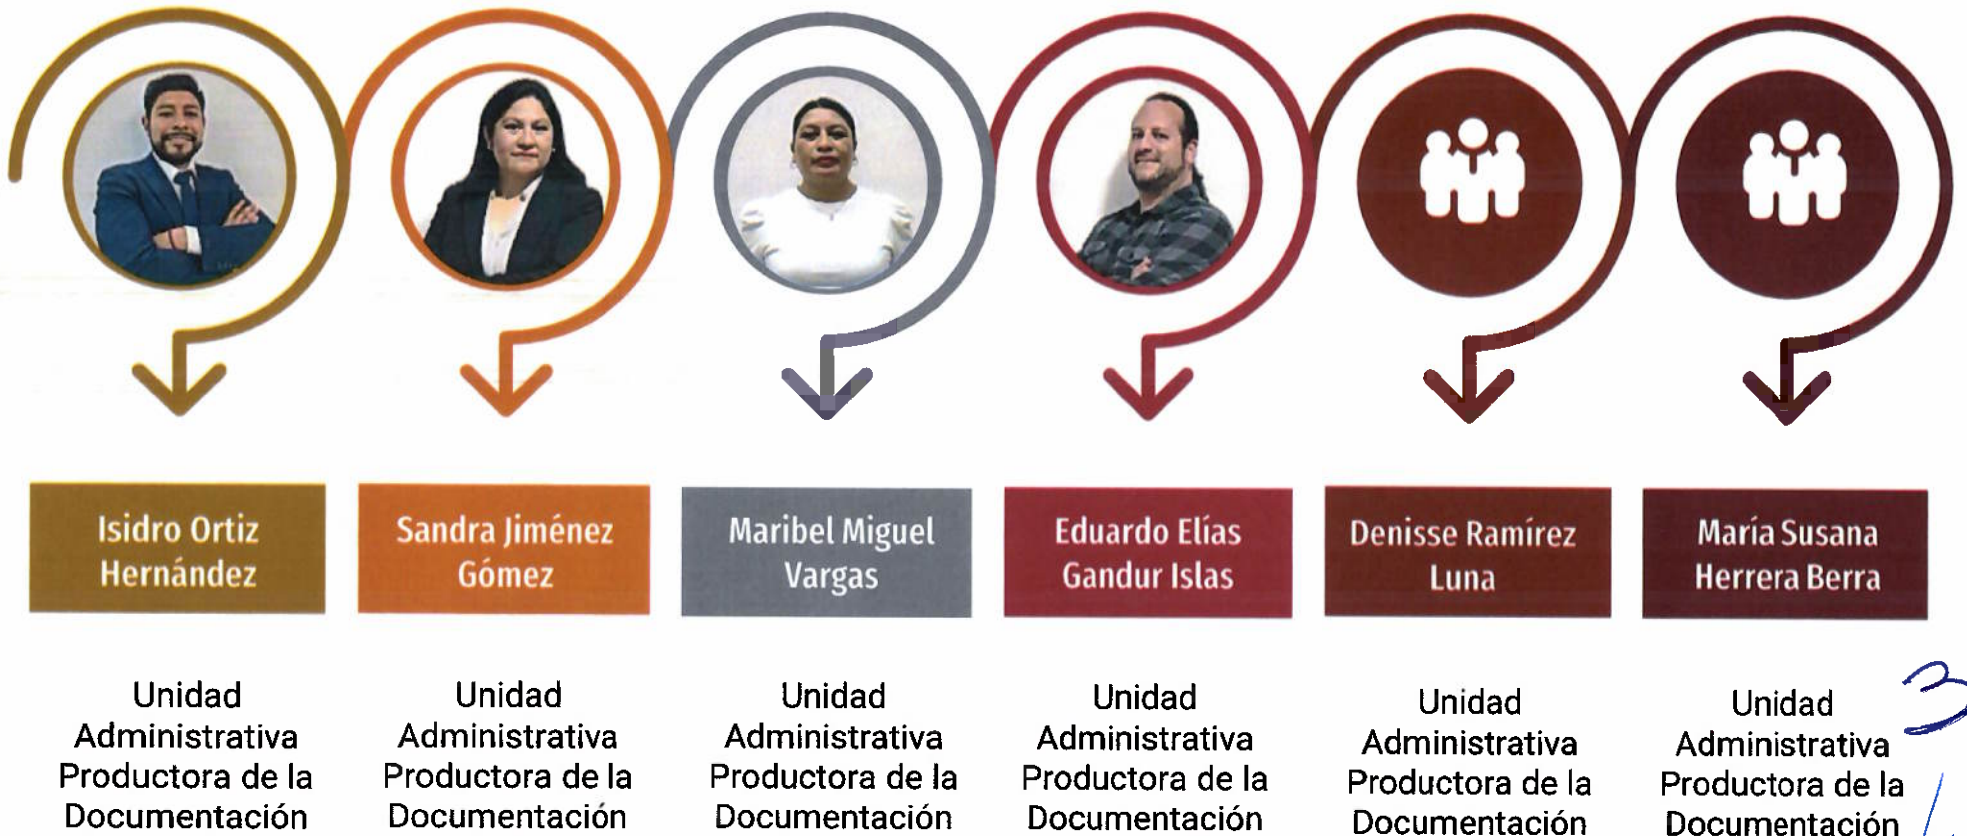 Isidro Ortiz
Hernández
Sandra Jiménez
Gómez
Maribel Miguel
Vargas
Eduardo Elías
Gandur Islas
Denisse Ramírez
Luna
María Susana
Herrera Berra
Unidad
Administrativa
Productora de la
Documentación
Unidad
Administrativa
Productora de la
Documentación
Unidad
Administrativa
Productora de la
Documentación
Unidad
Administrativa
Productora de la
Documentación
Unidad
Administrativa
Productora de la
Documentación
Unidad
Administrativa
Productora de la
Documentación